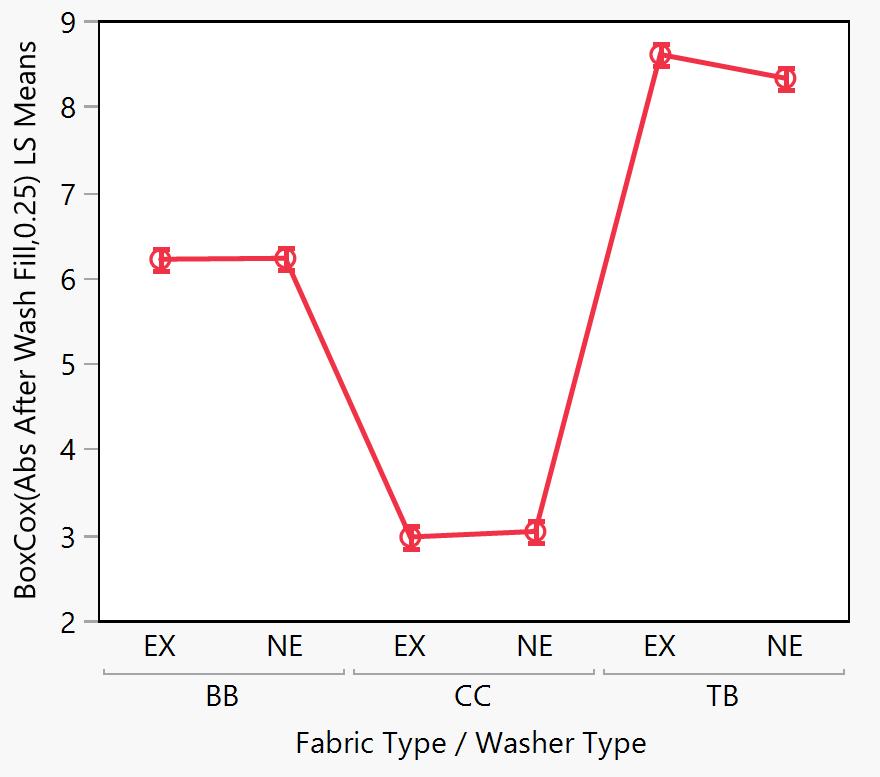 BoxCox(Abs After Wash Fill,0.25) LS Means
9
8
7
6
5
4
3
2
EX NE EX NE EX NE
BB CC TB
Fabric Type / Washer Type